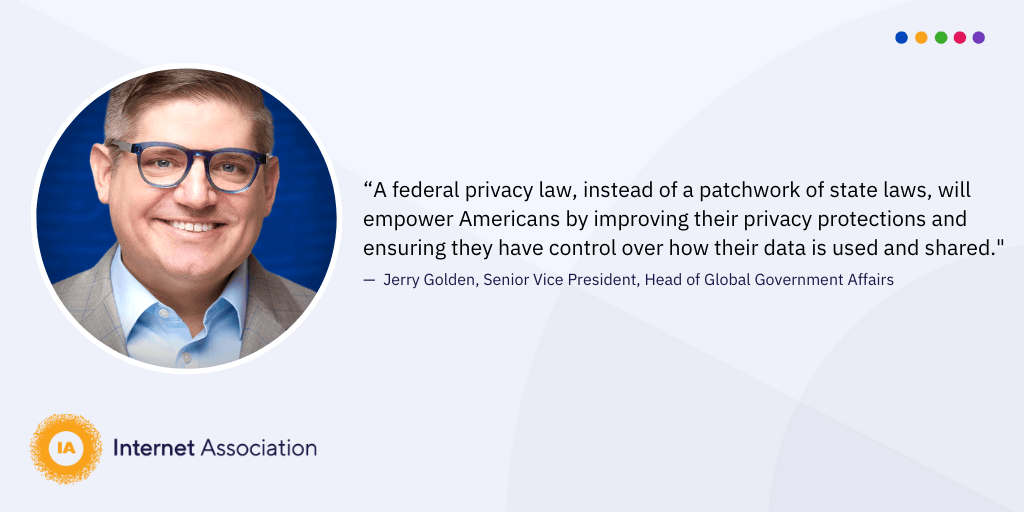 “A federal privacy law, instead of a patchwork of state laws, will
empower Americans by improving their privacy protections and
ensuring they have control over how their data is used and shared."
— Jerry Golden, Senior Vice President, Head of Global Government Affairs
IA
Internet Association